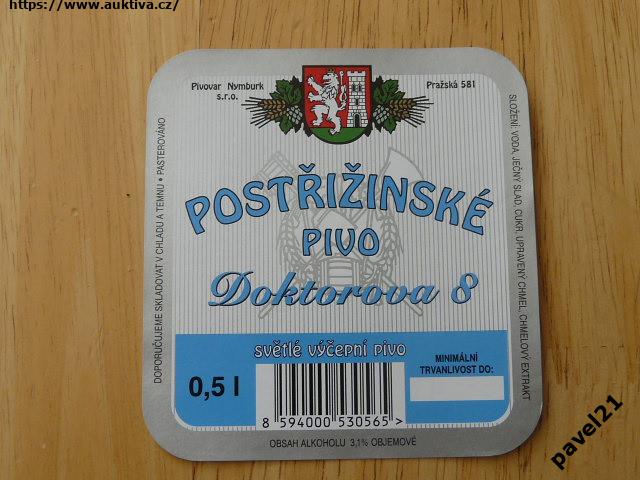 https://www.auktiva.cz/
Pivovar Nymburk
s.r.o.
Pražská 581
POSTŘIŽINSKÉ
PIVO
Doktorova 8
světlé výčepní pivo
0,5 l
MINIMÁLNÍ
TRVANLIVOST DO:
8 594000 530565 >
OBSAH ALKOHOLU 3,1% OBJEMOVĚ
DOPORUČUJEME SKLADOVAT V CHLADU A TEMNU • PASTEROVÁNO
SLOŽENÍ: VODA, JEČNÝ SLAD, CUKR, UPRAVENÝ CHMEL, CHMELOVÝ EXTRAKT
pavel21